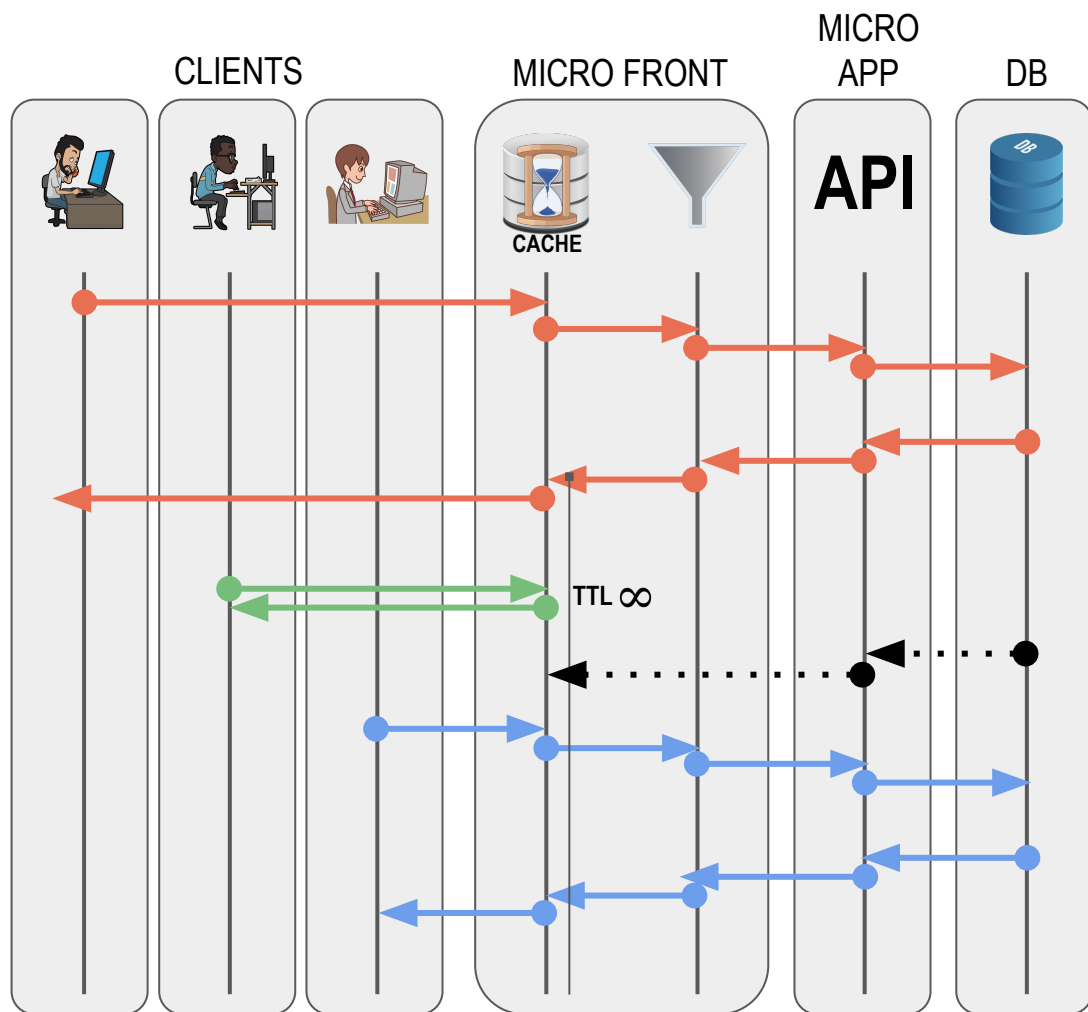 CLIENTS
MICRO FRONT
MICRO
APP
DB
DB
API
CACHE
TTL ∞